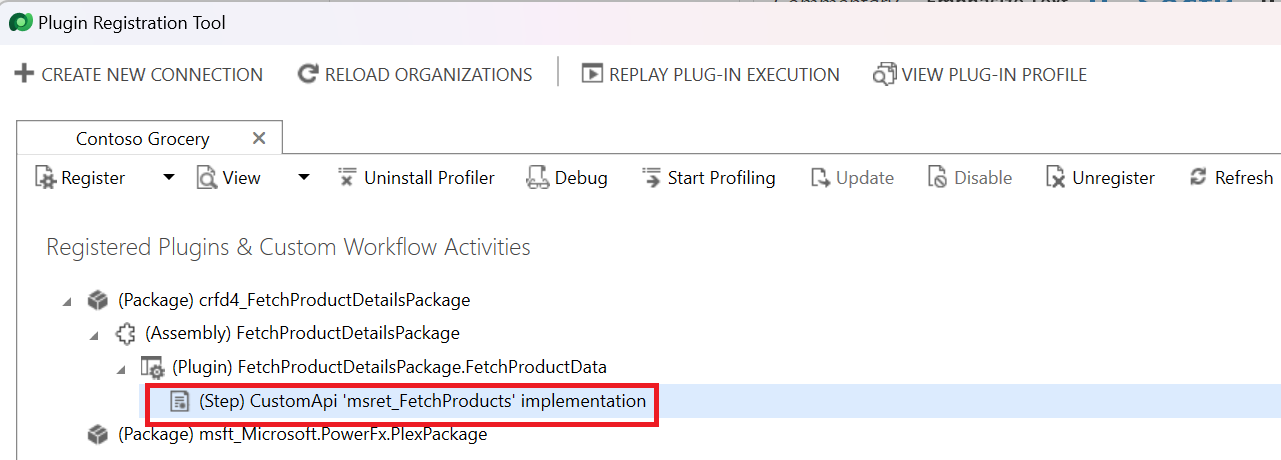 Plugin Registration Tool
CREATE NEW CONNECTION RELOAD ORGANIZATIONS REPLAY PLUG-IN EXECUTION VIEW PLUG-IN PROFILE
Contoso Grocery
Register View Uninstall Profiler Debug Start Profiling Update Disable Unregister Refresh
Registered Plugins & Custom Workflow Activities
(Package) crfd4_FetchProductDetailsPackage
(Assembly) FetchProductDetailsPackage
(Plugin) FetchProductDetailsPackage.FetchProductData
(Step) CustomApi 'msret_FetchProducts' implementation
(Package) msft_Microsoft.PowerFx.PlexPackage